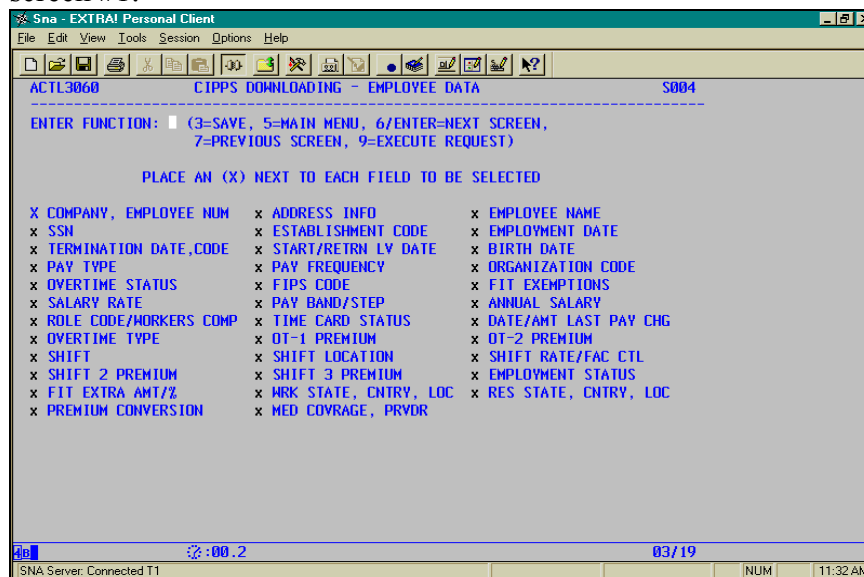 Sna - EXTRA! Personal Client
File Edit View Tools Session Options Help
ACTL3060 CIPPS DOWNLOADING - EMPLOYEE DATA S004
ENTER FUNCTION: (3=SAVE, 5=MAIN MENU, 6/ENTER=NEXT SCREEN,
7=PREVIOUS SCREEN, 9=EXECUTE REQUEST)
PLACE AN (X) NEXT TO EACH FIELD TO BE SELECTED
X COMPANY, EMPLOYEE NUM x ADDRESS INFO x EMPLOYEE NAME
x SSN x ESTABLISHMENT CODE x EMPLOYMENT DATE
x TERMINATION DATE,CODE x START/RETRN LV DATE x BIRTH DATE
x PAY TYPE x PAY FREQUENCY x ORGANIZATION CODE
x OVERTIME STATUS x FIPS CODE x FIT EXEMPTIONS
x SALARY RATE x PAY BAND/STEP x ANNUAL SALARY
x ROLE CODE/WORKERS COMP x TIME CARD STATUS x DATE/AMT LAST PAY CHG
x OVERTIME TYPE x OT-1 PREMIUM x OT-2 PREMIUM
x SHIFT x SHIFT LOCATION x SHIFT RATE/FAC CTL
x SHIFT 2 PREMIUM x SHIFT 3 PREMIUM x EMPLOYMENT STATUS
x FIT EXTRA AMT/% x WRK STATE, CNTRY, LOC x RES STATE, CNTRY, LOC
x PREMIUM CONVERSION x MED COVRAGE, PRVDR
4B :00.2 03/19
SNA Server: Connected T1 NUM 11:32 AM